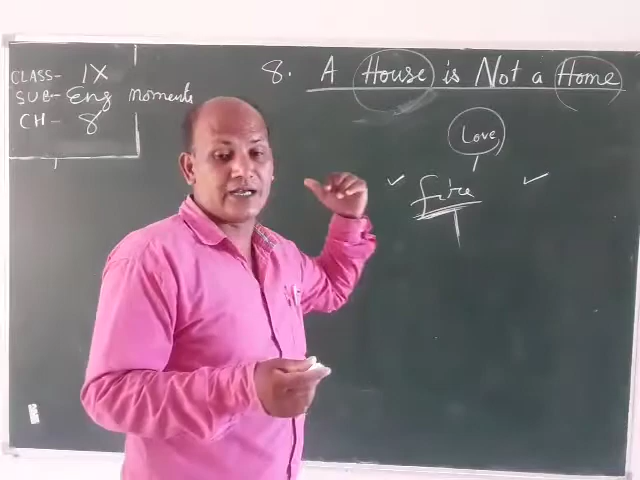 CLASS- IX
SUB- Eng moments
CH- 8
8. A House is Not a Home
Love
fire